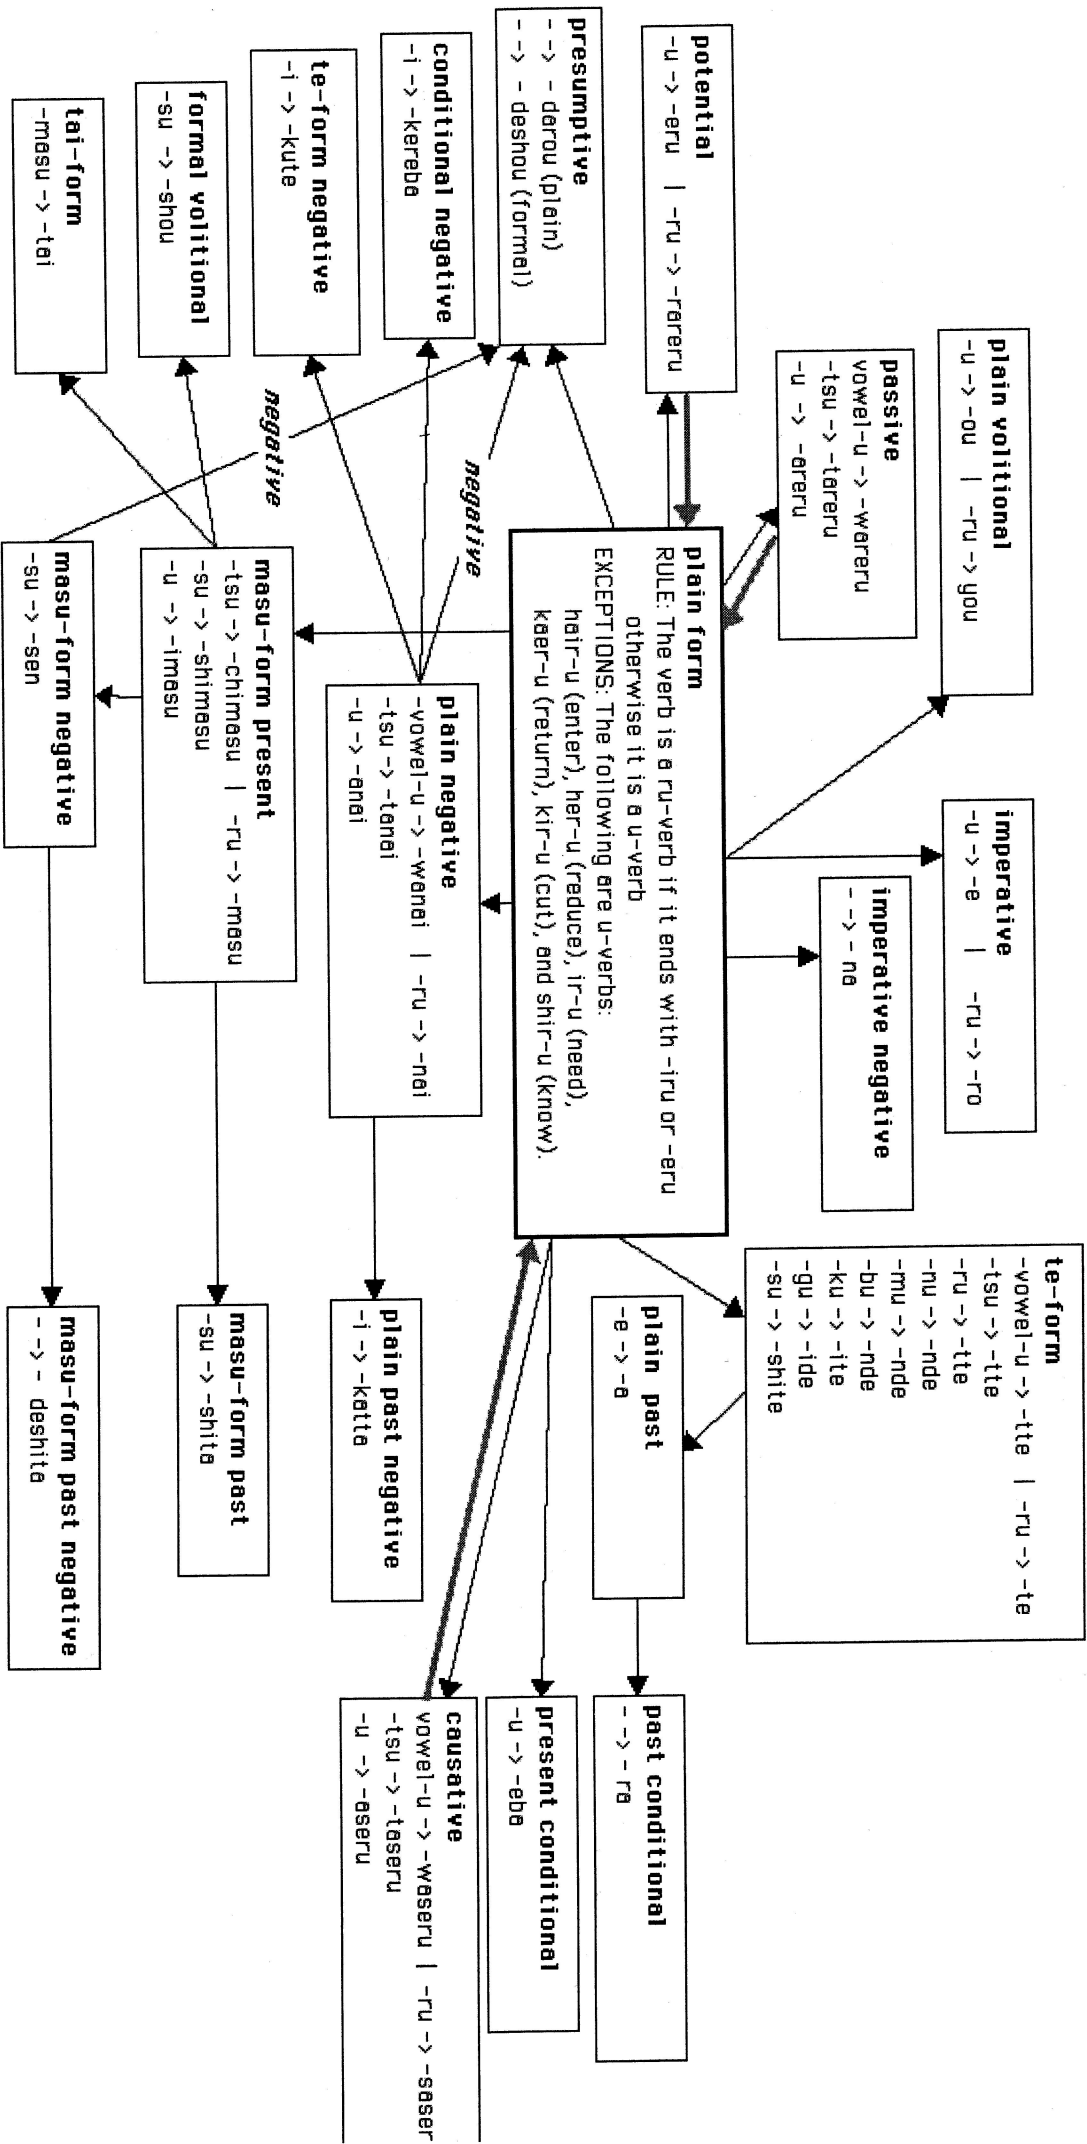 plain volitional
-u -> -ou | -ru -> you
imperative
-u -> -e | -ru -> -ro
te-form
-vowel-u -> -tte | -ru -> -te
-tsu -> -tte
-ru -> -tte
-nu -> -nde
-mu -> -nde
-bu -> -nde
-ku -> -ite
-gu -> -ide
-su -> -shite
passive
vowel-u -> -wareru
-tsu -> -tareru
-u -> -areru
imperative negative
- -> - na
potential
-u -> -eru | -ru -> -rareru
plain form
RULE: The verb is a ru-verb if it ends with -iru or -eru
otherwise it is a u-verb
EXCEPTIONS: The following are u-verbs:
hair-u (enter), her-u (reduce), ir-u (need),
kaer-u (return), kir-u (cut), and shir-u (know).
plain past
-e -> -a
past conditional
- -> - ra
presumptive
- -> - darou (plain)
- -> - deshou (formal)
present conditional
-u -> -eba
conditional negative
-i -> -kereba
negative
plain negative
-vowel-u -> -wanai | -ru -> -nai
-tsu -> -tanai
-u -> -anai
plain past negative
-i -> -katta
causative
vowel-u -> -waseru | -ru -> -saser
-tsu -> -taseru
-u -> -aseru
te-form negative
-i -> -kute
negative
formal volitional
-su -> -shou
masu-form present
-tsu -> -chimasu | -ru -> -masu
-su -> -shimasu
-u -> -imasu
masu-form past
-su -> -shita
tai-form
-masu -> -tai
masu-form negative
-su -> -sen
masu-form past negative
- -> - deshita